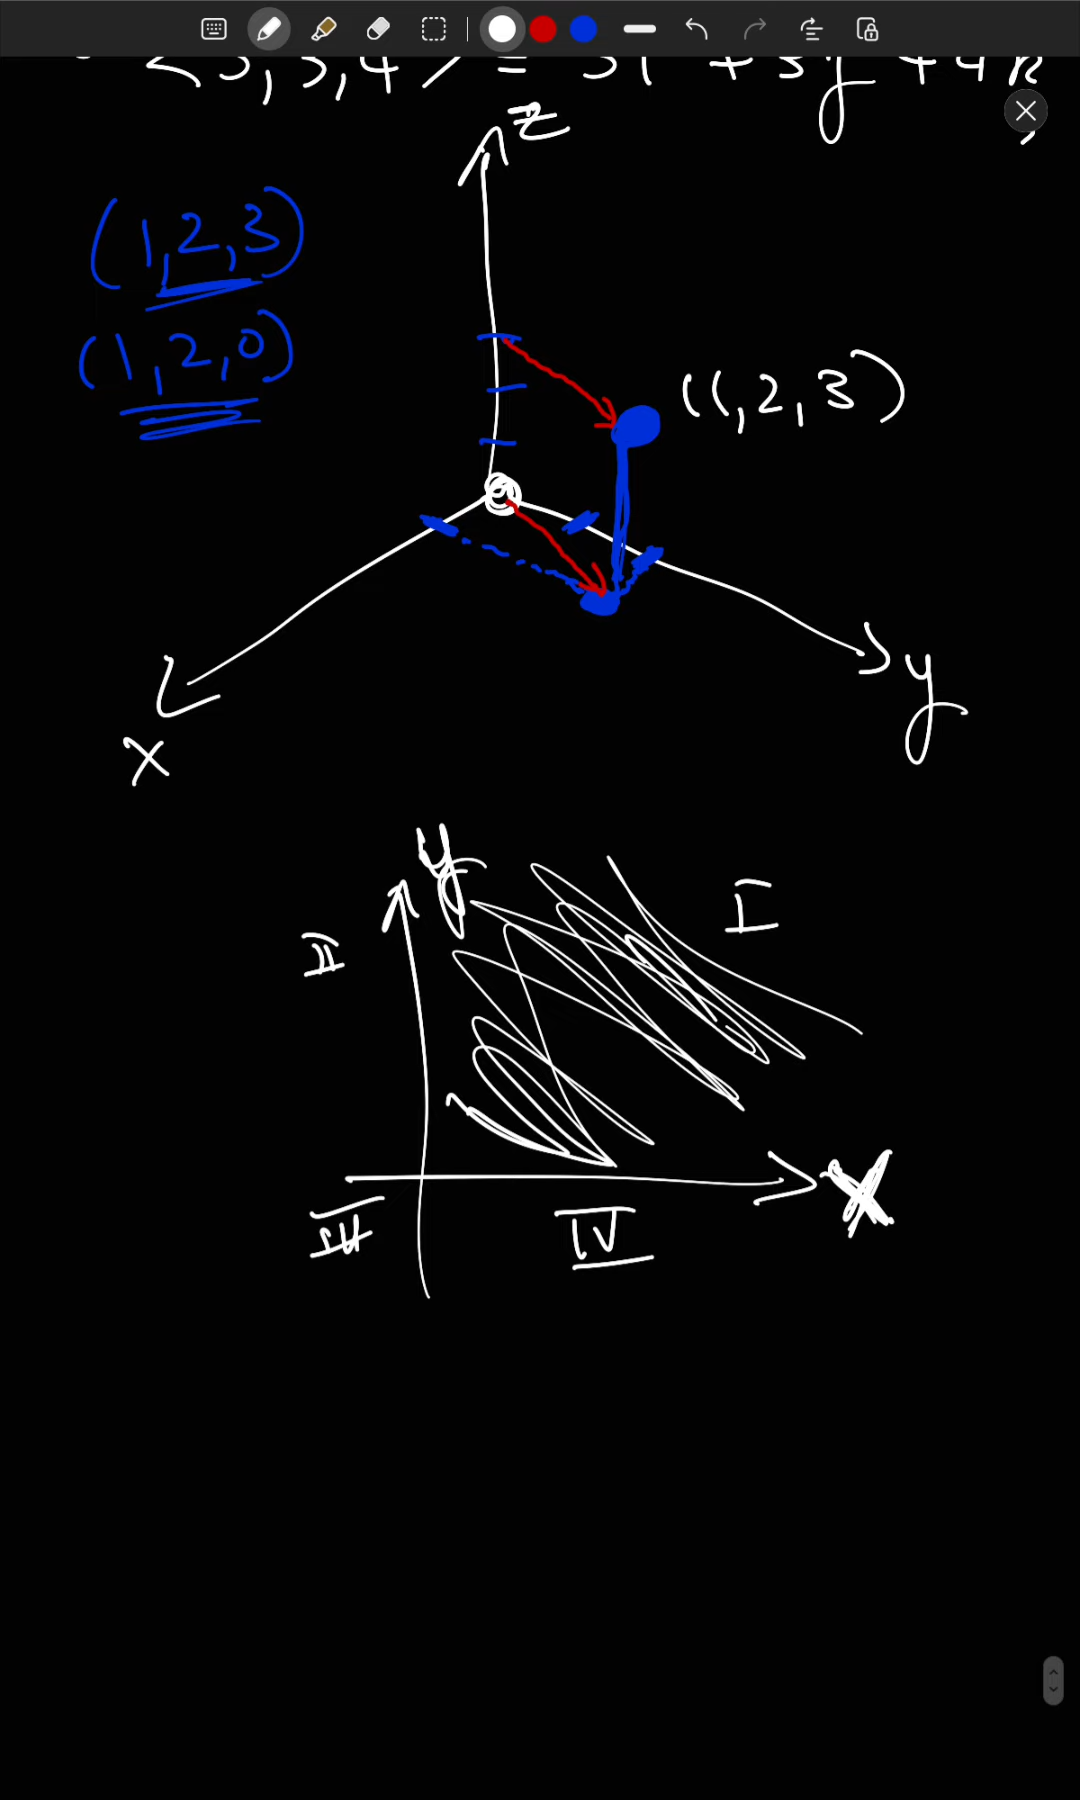 <3,3,4> = 3i + 3j + 4k
z
(1,2,3)
(1,2,0)
(1,2,3)
y
x
y
I
II
x
III
IV